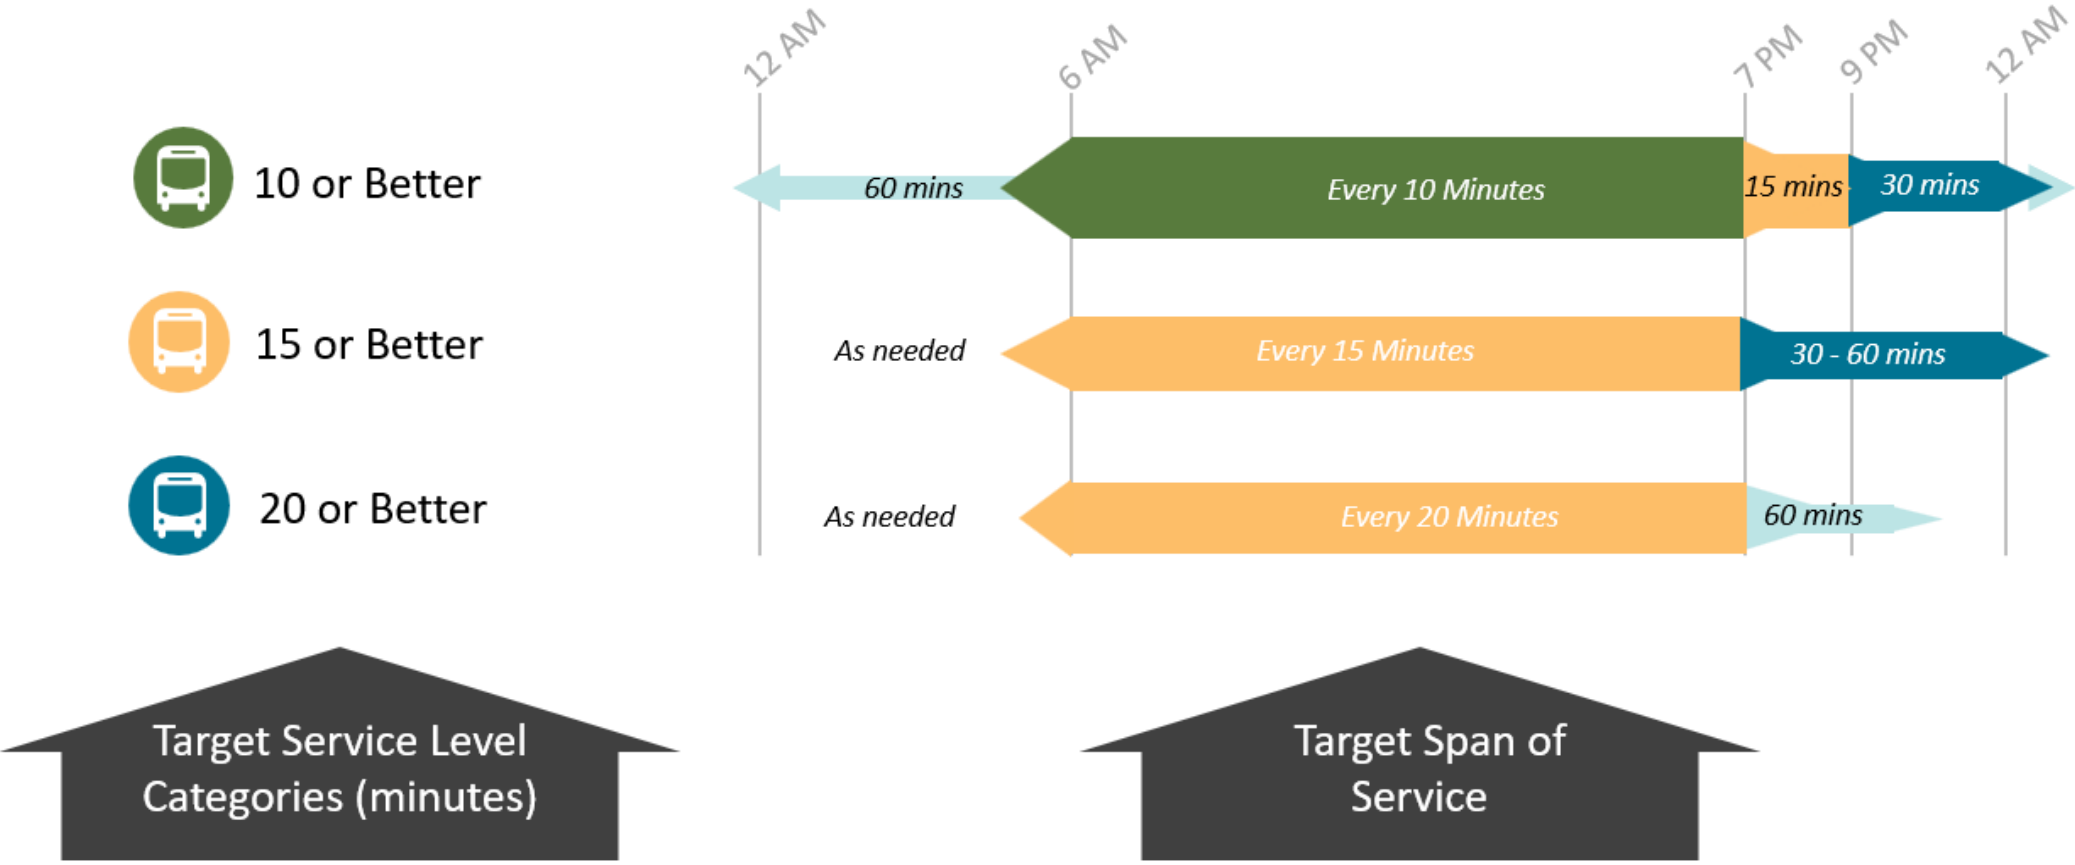 12 AM
6 AM
7 PM
9 PM
12 AM
10 or Better
60 mins
Every 10 Minutes
15 mins
30 mins
15 or Better
As needed
Every 15 Minutes
30 - 60 mins
20 or Better
As needed
Every 20 Minutes
60 mins
Target Service Level
Categories (minutes)
Target Span of
Service